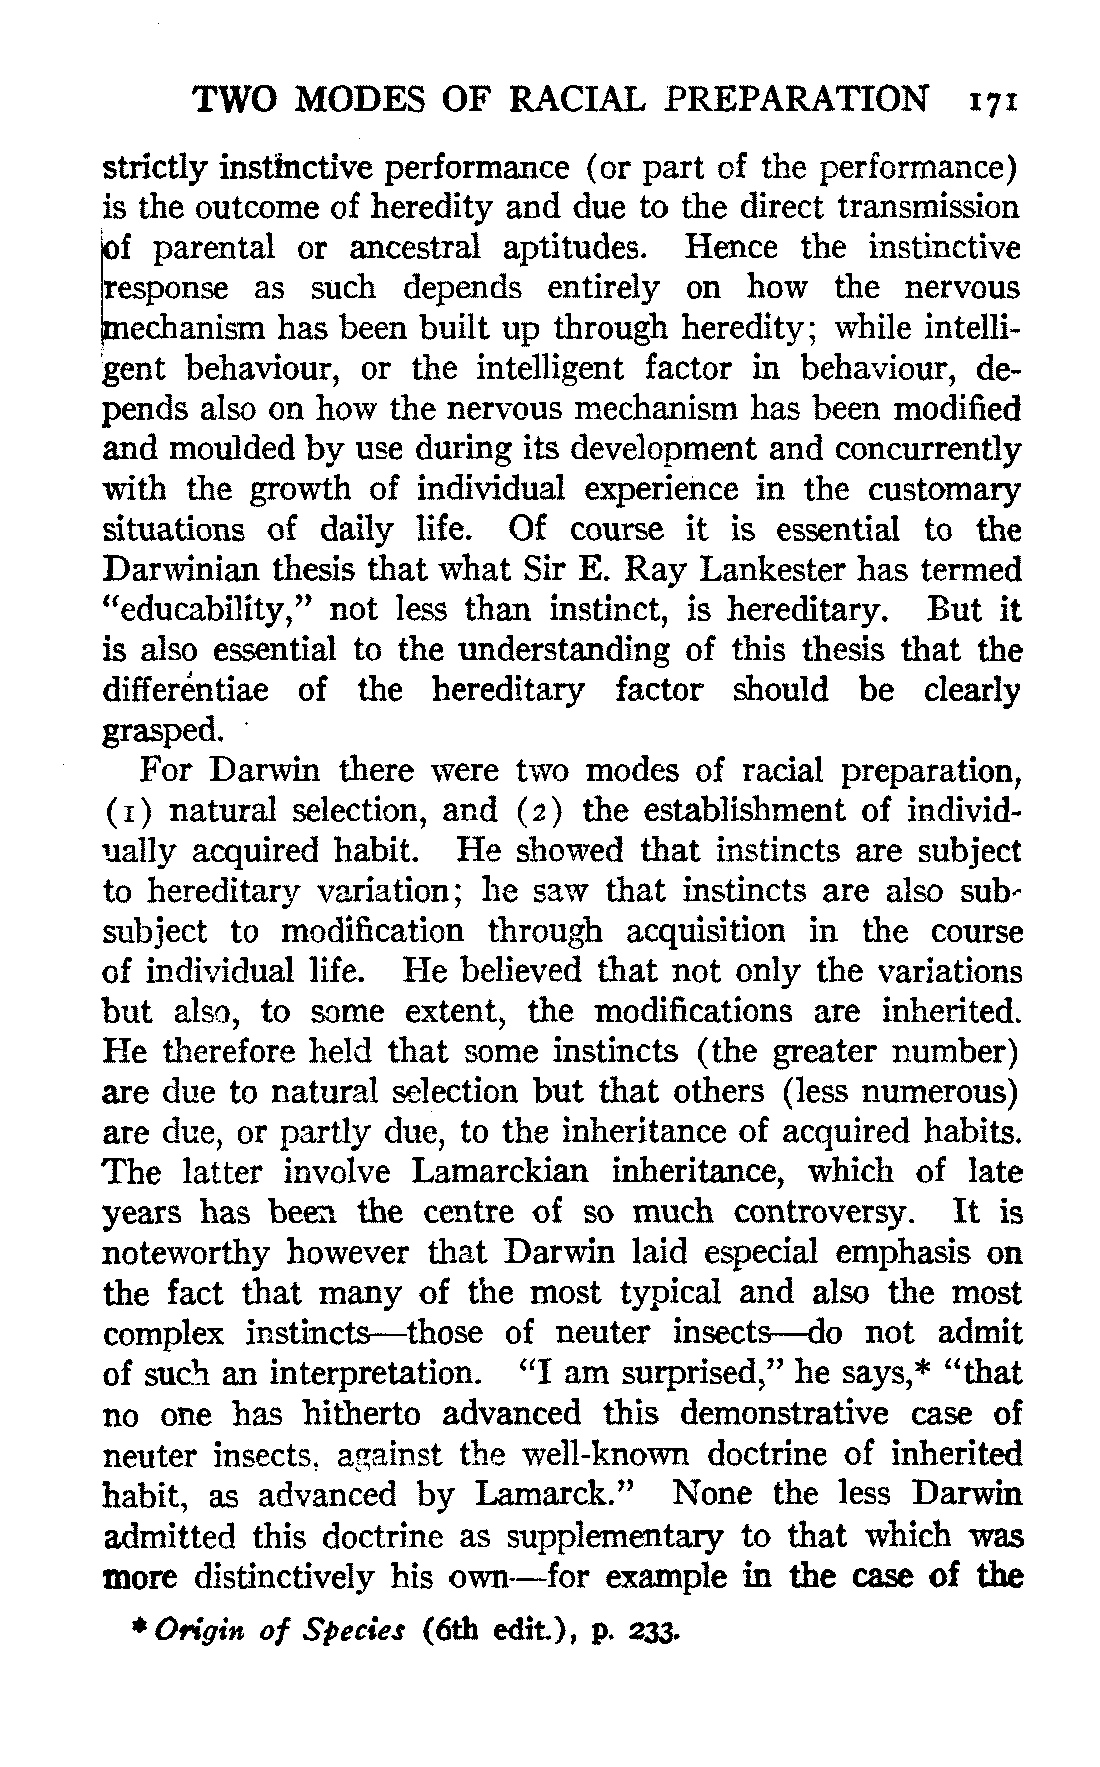 TWO MODES OF RACIAL PREPARATION 171
strictly instinctive performance (or part of the performance)
is the outcome of heredity and due to the direct transmission
of parental or ancestral aptitudes. Hence the instinctive
response as such depends entirely on how the nervous
mechanism has been built up through heredity; while intelli-
gent behaviour, or the intelligent factor in behaviour, de-
pends also on how the nervous mechanism has been modified
and moulded by use during its development and concurrently
with the growth of individual experience in the customary
situations of daily life. Of course it is essential to the
Darwinian thesis that what Sir E. Ray Lankester has termed
“educability,” not less than instinct, is hereditary. But it
is also essential to the understanding of this thesis that the
differentiae of the hereditary factor should be clearly
grasped.
For Darwin there were two modes of racial preparation,
(1) natural selection, and (2) the establishment of individ-
ually acquired habit. He showed that instincts are subject
to hereditary variation; he saw that instincts are also sub-
subject to modification through acquisition in the course
of individual life. He believed that not only the variations
but also, to some extent, the modifications are inherited.
He therefore held that some instincts (the greater number)
are due to natural selection but that others (less numerous)
are due, or partly due, to the inheritance of acquired habits.
The latter involve Lamarckian inheritance, which of late
years has been the centre of so much controversy. It is
noteworthy however that Darwin laid especial emphasis on
the fact that many of the most typical and also the most
complex instincts—those of neuter insects—do not admit
of such an interpretation. “I am surprised,” he says,* “that
no one has hitherto advanced this demonstrative case of
neuter insects, against the well-known doctrine of inherited
habit, as advanced by Lamarck.” None the less Darwin
admitted this doctrine as supplementary to that which was
more distinctively his own—for example in the case of the
* Origin of Species (6th edit.), p. 233.